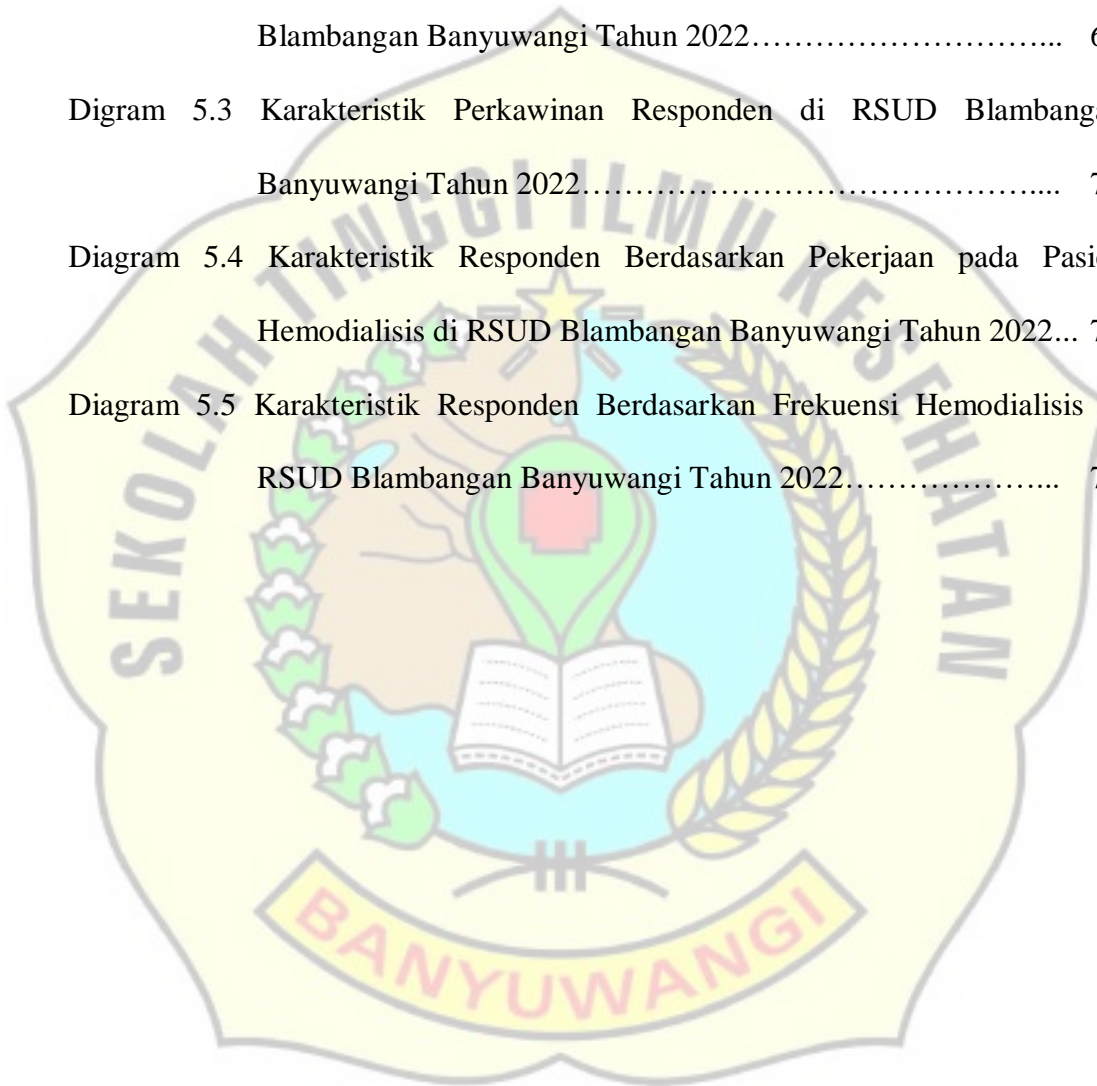 Blambangan Banyuwangi Tahun 2022………………………...
Digram 5.3 Karakteristik Perkawinan Responden di RSUD
Banyuwangi Tahun 2022……………………………………....
Diagram 5.4 Karakteristik Responden Berdasarkan Pekerjaan pada
Hemodialisis di RSUD Blambangan Banyuwangi Tahun 2022...
Diagram 5.5 Karakteristik Responden Berdasarkan Frekuensi Hemodialisis
RSUD Blambangan Banyuwangi Tahun 2022………………...
SEKOLAH TINGGI ILMU KESEHATAN
BANYUWANGI